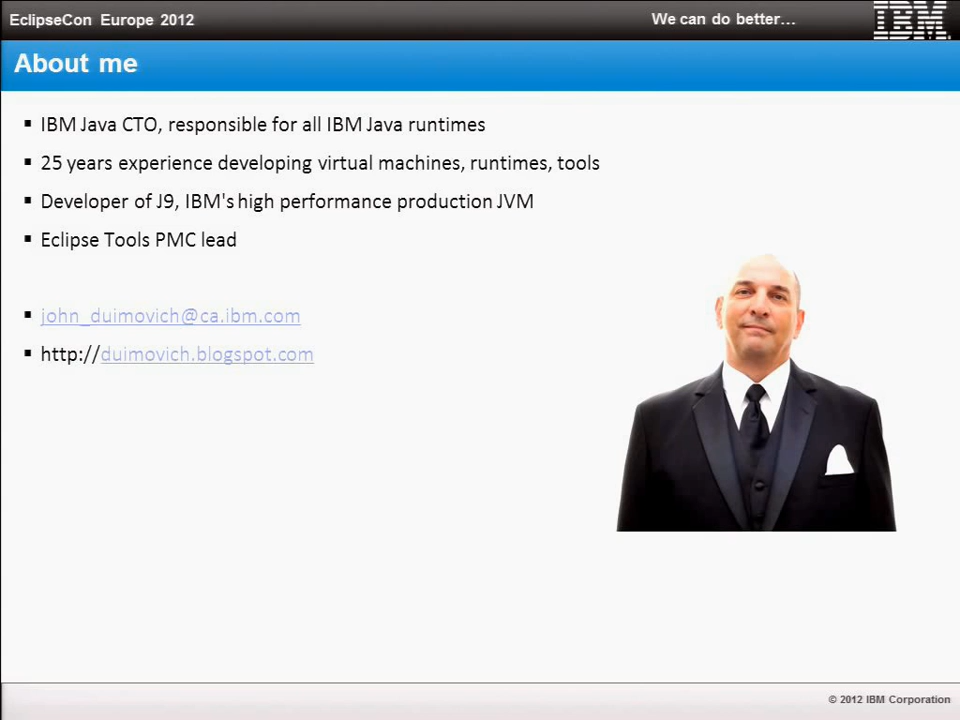 EclipseCon Europe 2012
We can do better...
IBM
About me
▪ IBM Java CTO, responsible for all IBM Java runtimes
▪ 25 years experience developing virtual machines, runtimes, tools
▪ Developer of J9, IBM's high performance production JVM
▪ Eclipse Tools PMC lead
▪ john_duimovich@ca.ibm.com
▪ http://duimovich.blogspot.com
© 2012 IBM Corporation